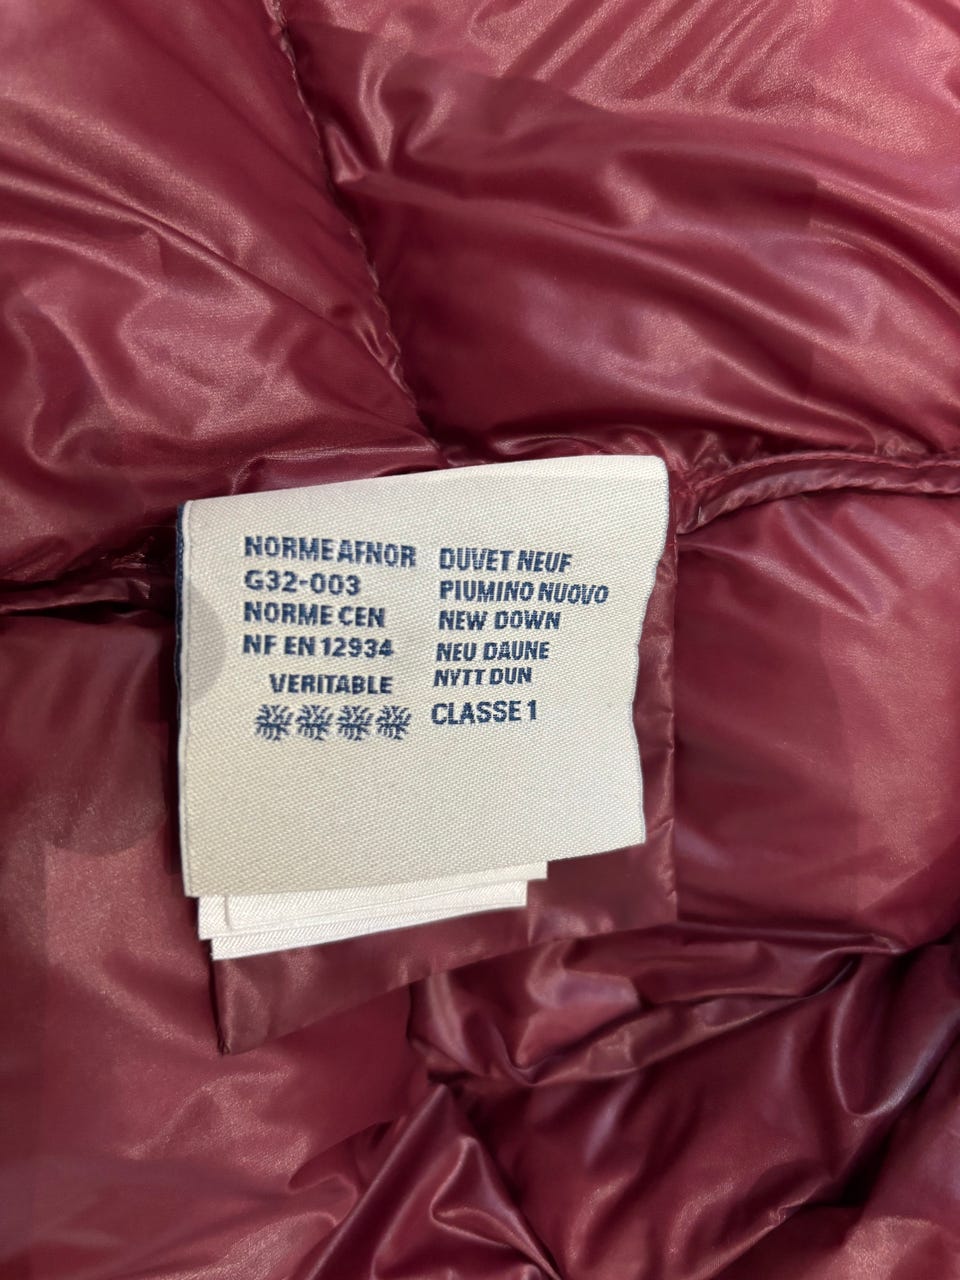 NORME AFNOR
G32-003
NORME CEN
NF EN 12934
VERITABLE
DUVET NEUF
PIUMINO NUOVO
NEW DOWN
NEU DAUNE
NYTT DUN
CLASSE 1